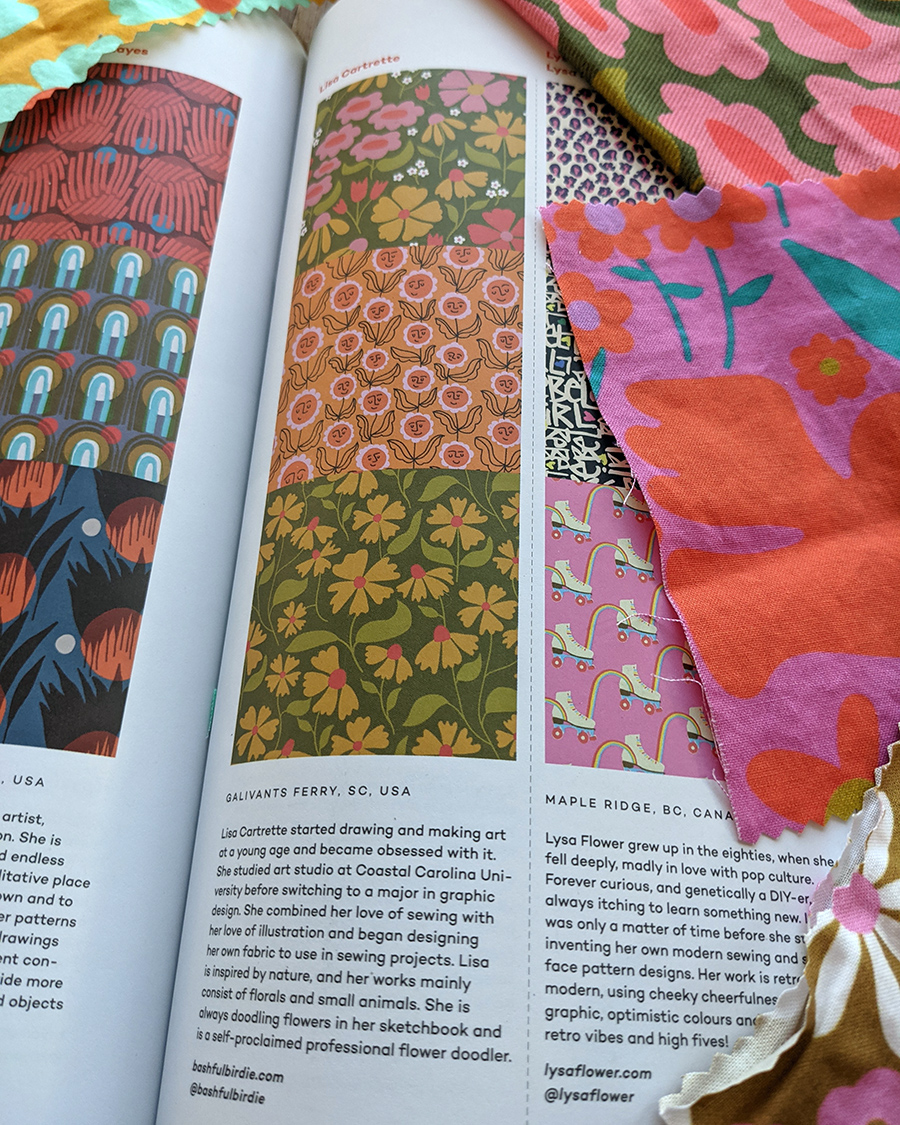 ayes
, USA
artist,
on. She is
d endless
litative place
own and to
er patterns
drawings
ent con-
ide more
d objects
Lisa Cartrette
GALIVANTS FERRY, SC, USA
Lisa Cartrette started drawing and making art
at a young age and became obsessed with it.
She studied art studio at Coastal Carolina Uni-
versity before switching to a major in graphic
design. She combined her love of sewing with
her love of illustration and began designing
her own fabric to use in sewing projects. Lisa
is inspired by nature, and her works mainly
consist of florals and small animals. She is
always doodling flowers in her sketchbook and
is a self-proclaimed professional flower doodler.
bashfulbirdie.com
@bashfulbirdie
Lysa
MAPLE RIDGE, BC, CANA
Lysa Flower grew up in the eighties, when she
fell deeply, madly in love with pop culture.
Forever curious, and genetically a DIY-er,
always itching to learn something new. I
was only a matter of time before she st
inventing her own modern sewing and s
face pattern designs. Her work is retr
modern, using cheeky cheerfulnes
graphic, optimistic colours and
retro vibes and high fives!
lysaflower.com
@lysaflower